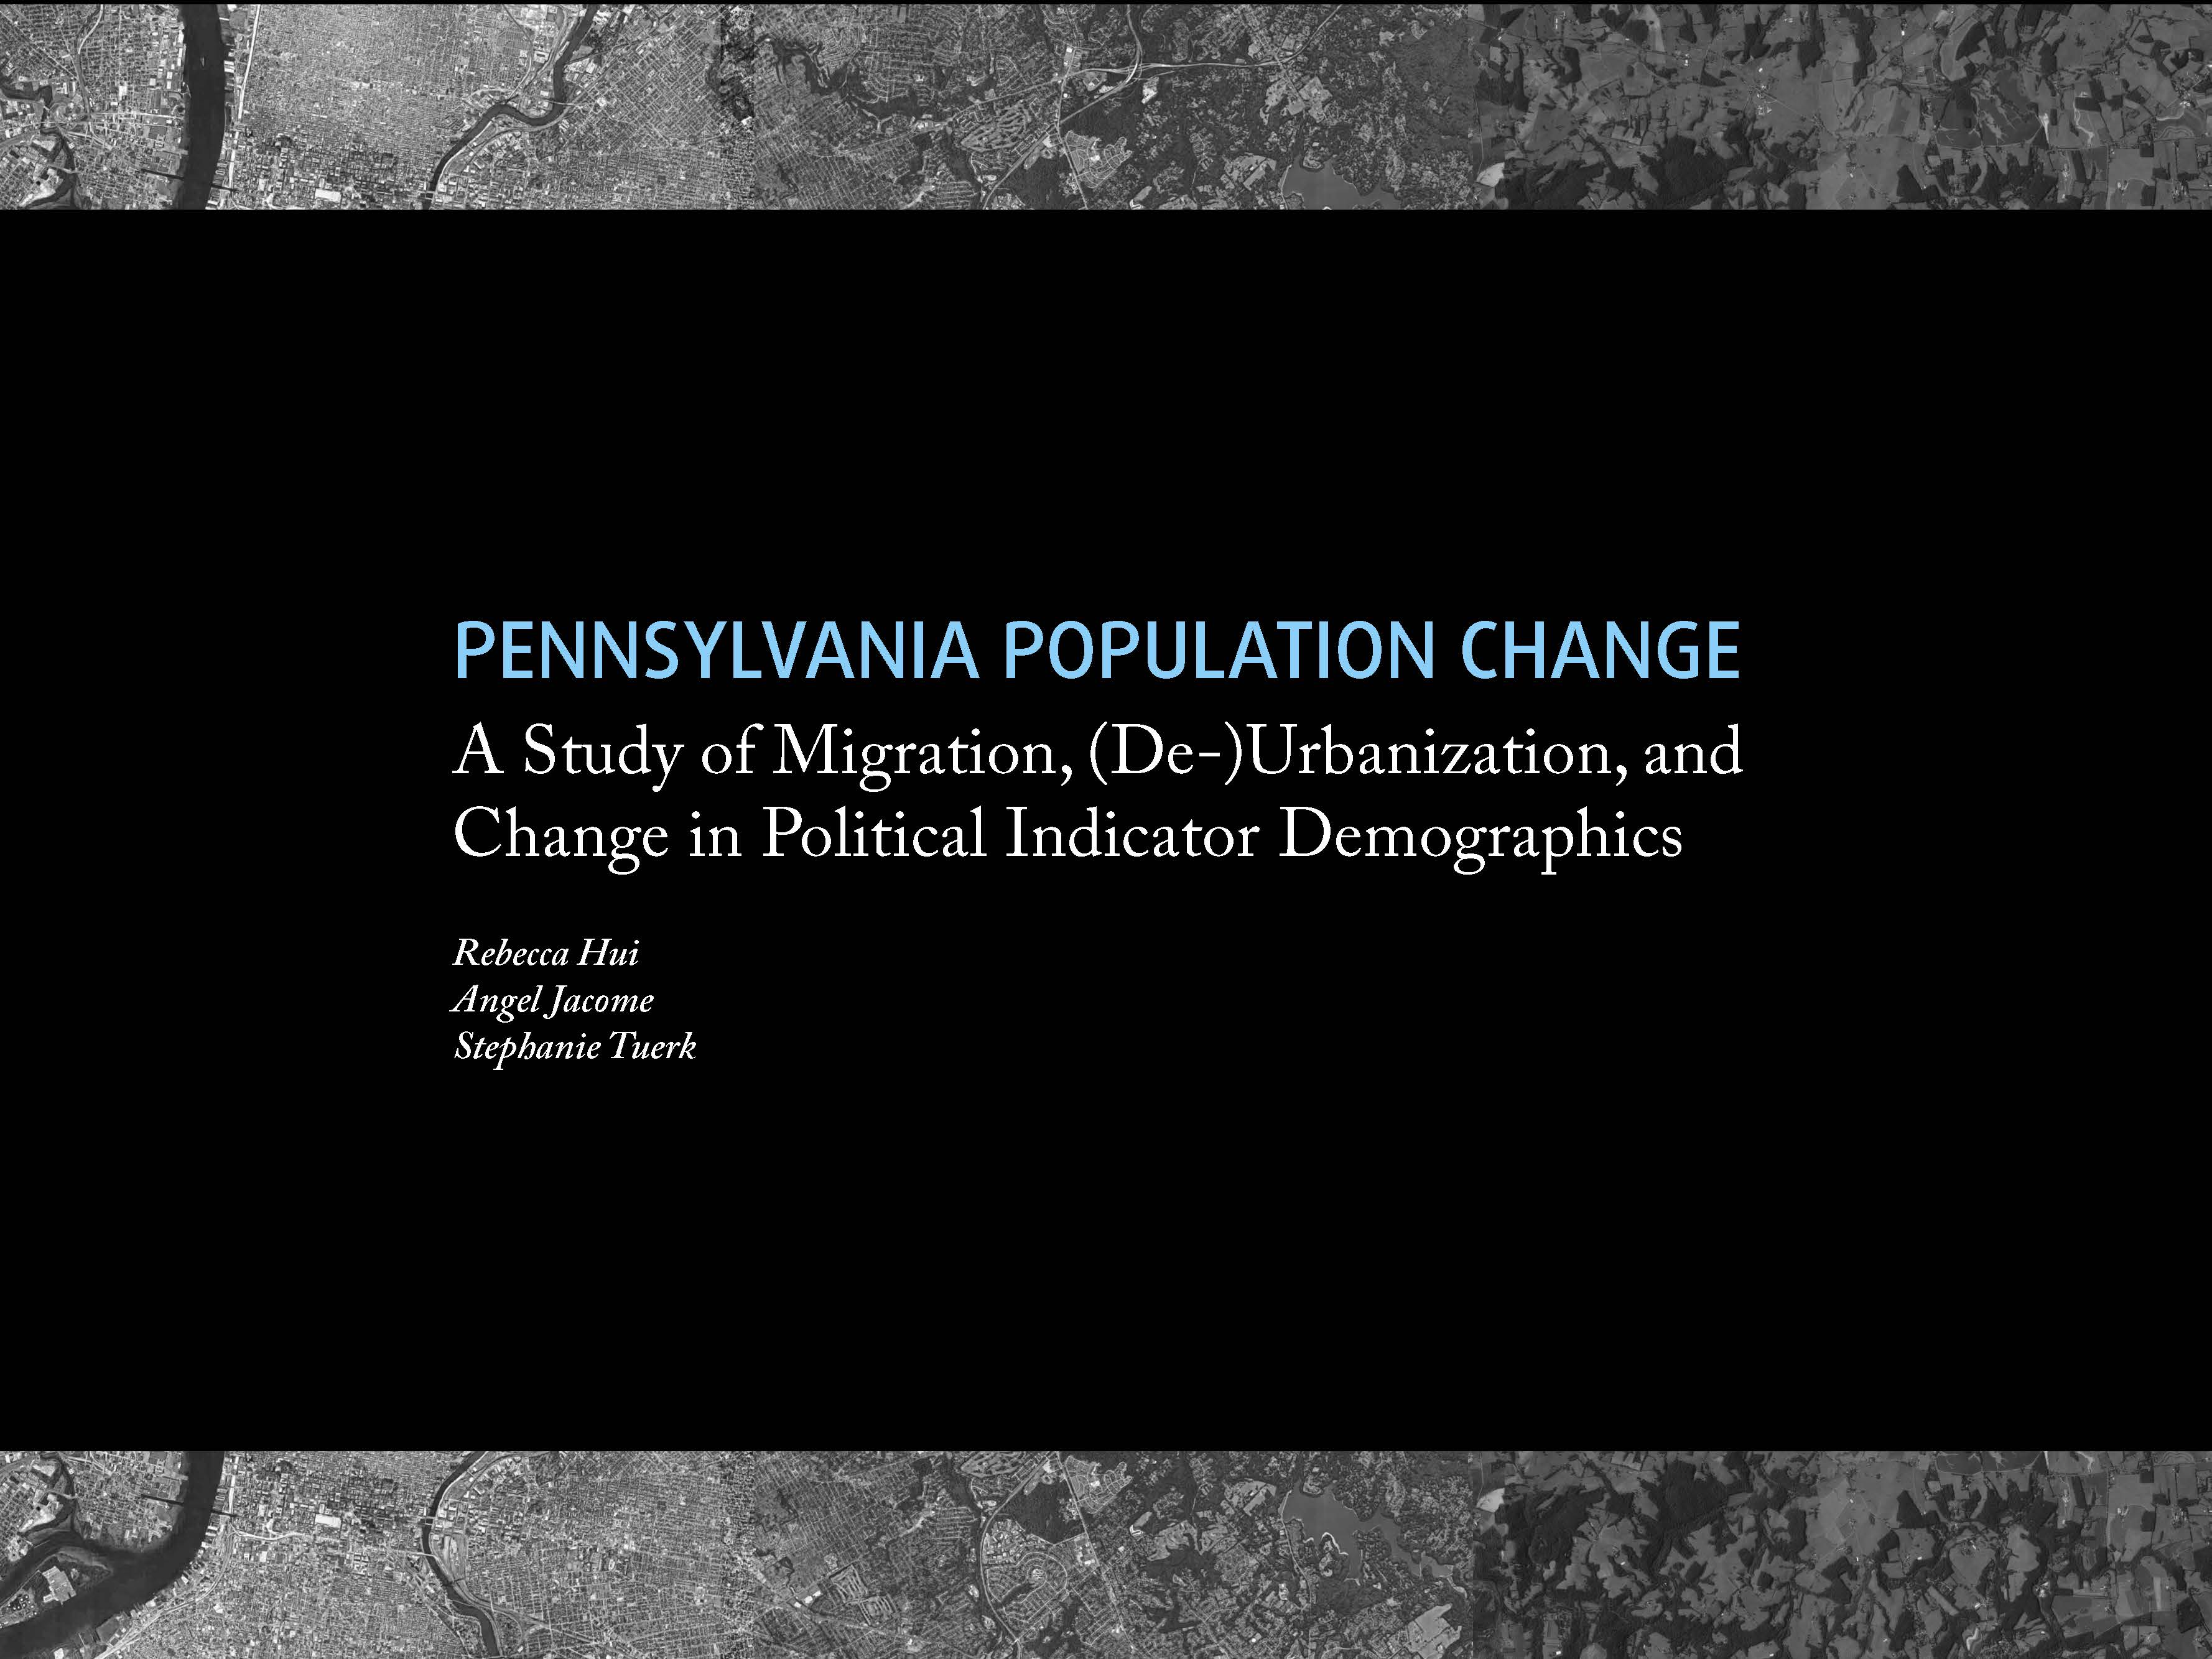 PENNSYLVANIA POPULATION CHANGE
A Study of Migration, (De-)Urbanization, and
Change in Political Indicator Demographics
Rebecca Hui
Angel Jacome
Stephanie Tuerk